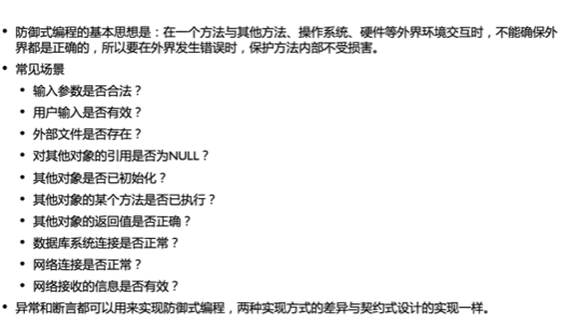 • 防御式编程的基本思想是：在一个方法与其他方法、操作系统、硬件等外界环境交互时，不能确保外
界都是正确的，所以要在外界发生错误时，保护方法内部不受损害。
• 常见场景
• 输入参数是否合法？
• 用户输入是否有效？
• 外部文件是否存在？
• 对其他对象的引用是否为NULL？
• 其他对象是否已初始化？
• 其他对象的某个方法是否已执行？
• 其他对象的返回值是否正确？
• 数据库系统连接是否正常？
• 网络连接是否正常？
• 网络接收的信息是否有效？
• 异常和断言都可以用来实现防御式编程，两种实现方式的差异与契约式设计的实现一样。